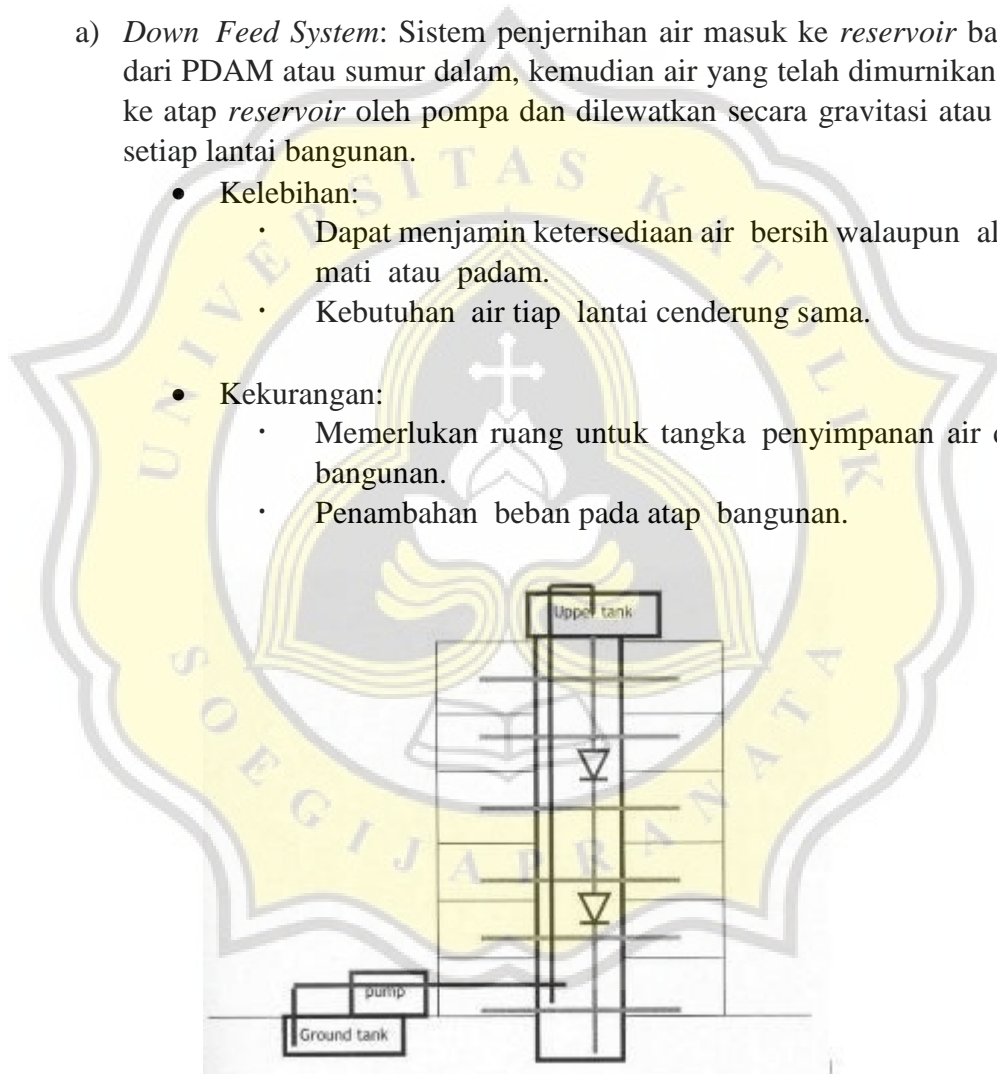 a) Down Feed System: Sistem penjernihan air masuk ke reservoir ba
dari PDAM atau sumur dalam, kemudian air yang telah dimurnikan
ke atap reservoir oleh pompa dan dilewatkan secara gravitasi atau
setiap lantai bangunan.
• Kelebihan:
· Dapat menjamin ketersediaan air bersih walaupun al
mati atau padam.
· Kebutuhan air tiap lantai cenderung sama.
• Kekurangan:
· Memerlukan ruang untuk tangka penyimpanan air
bangunan.
· Penambahan beban pada atap bangunan.
UNIVERSITAS KATOLIK
SOEGIJAPRANATA
Upper tank
pump
Ground tank